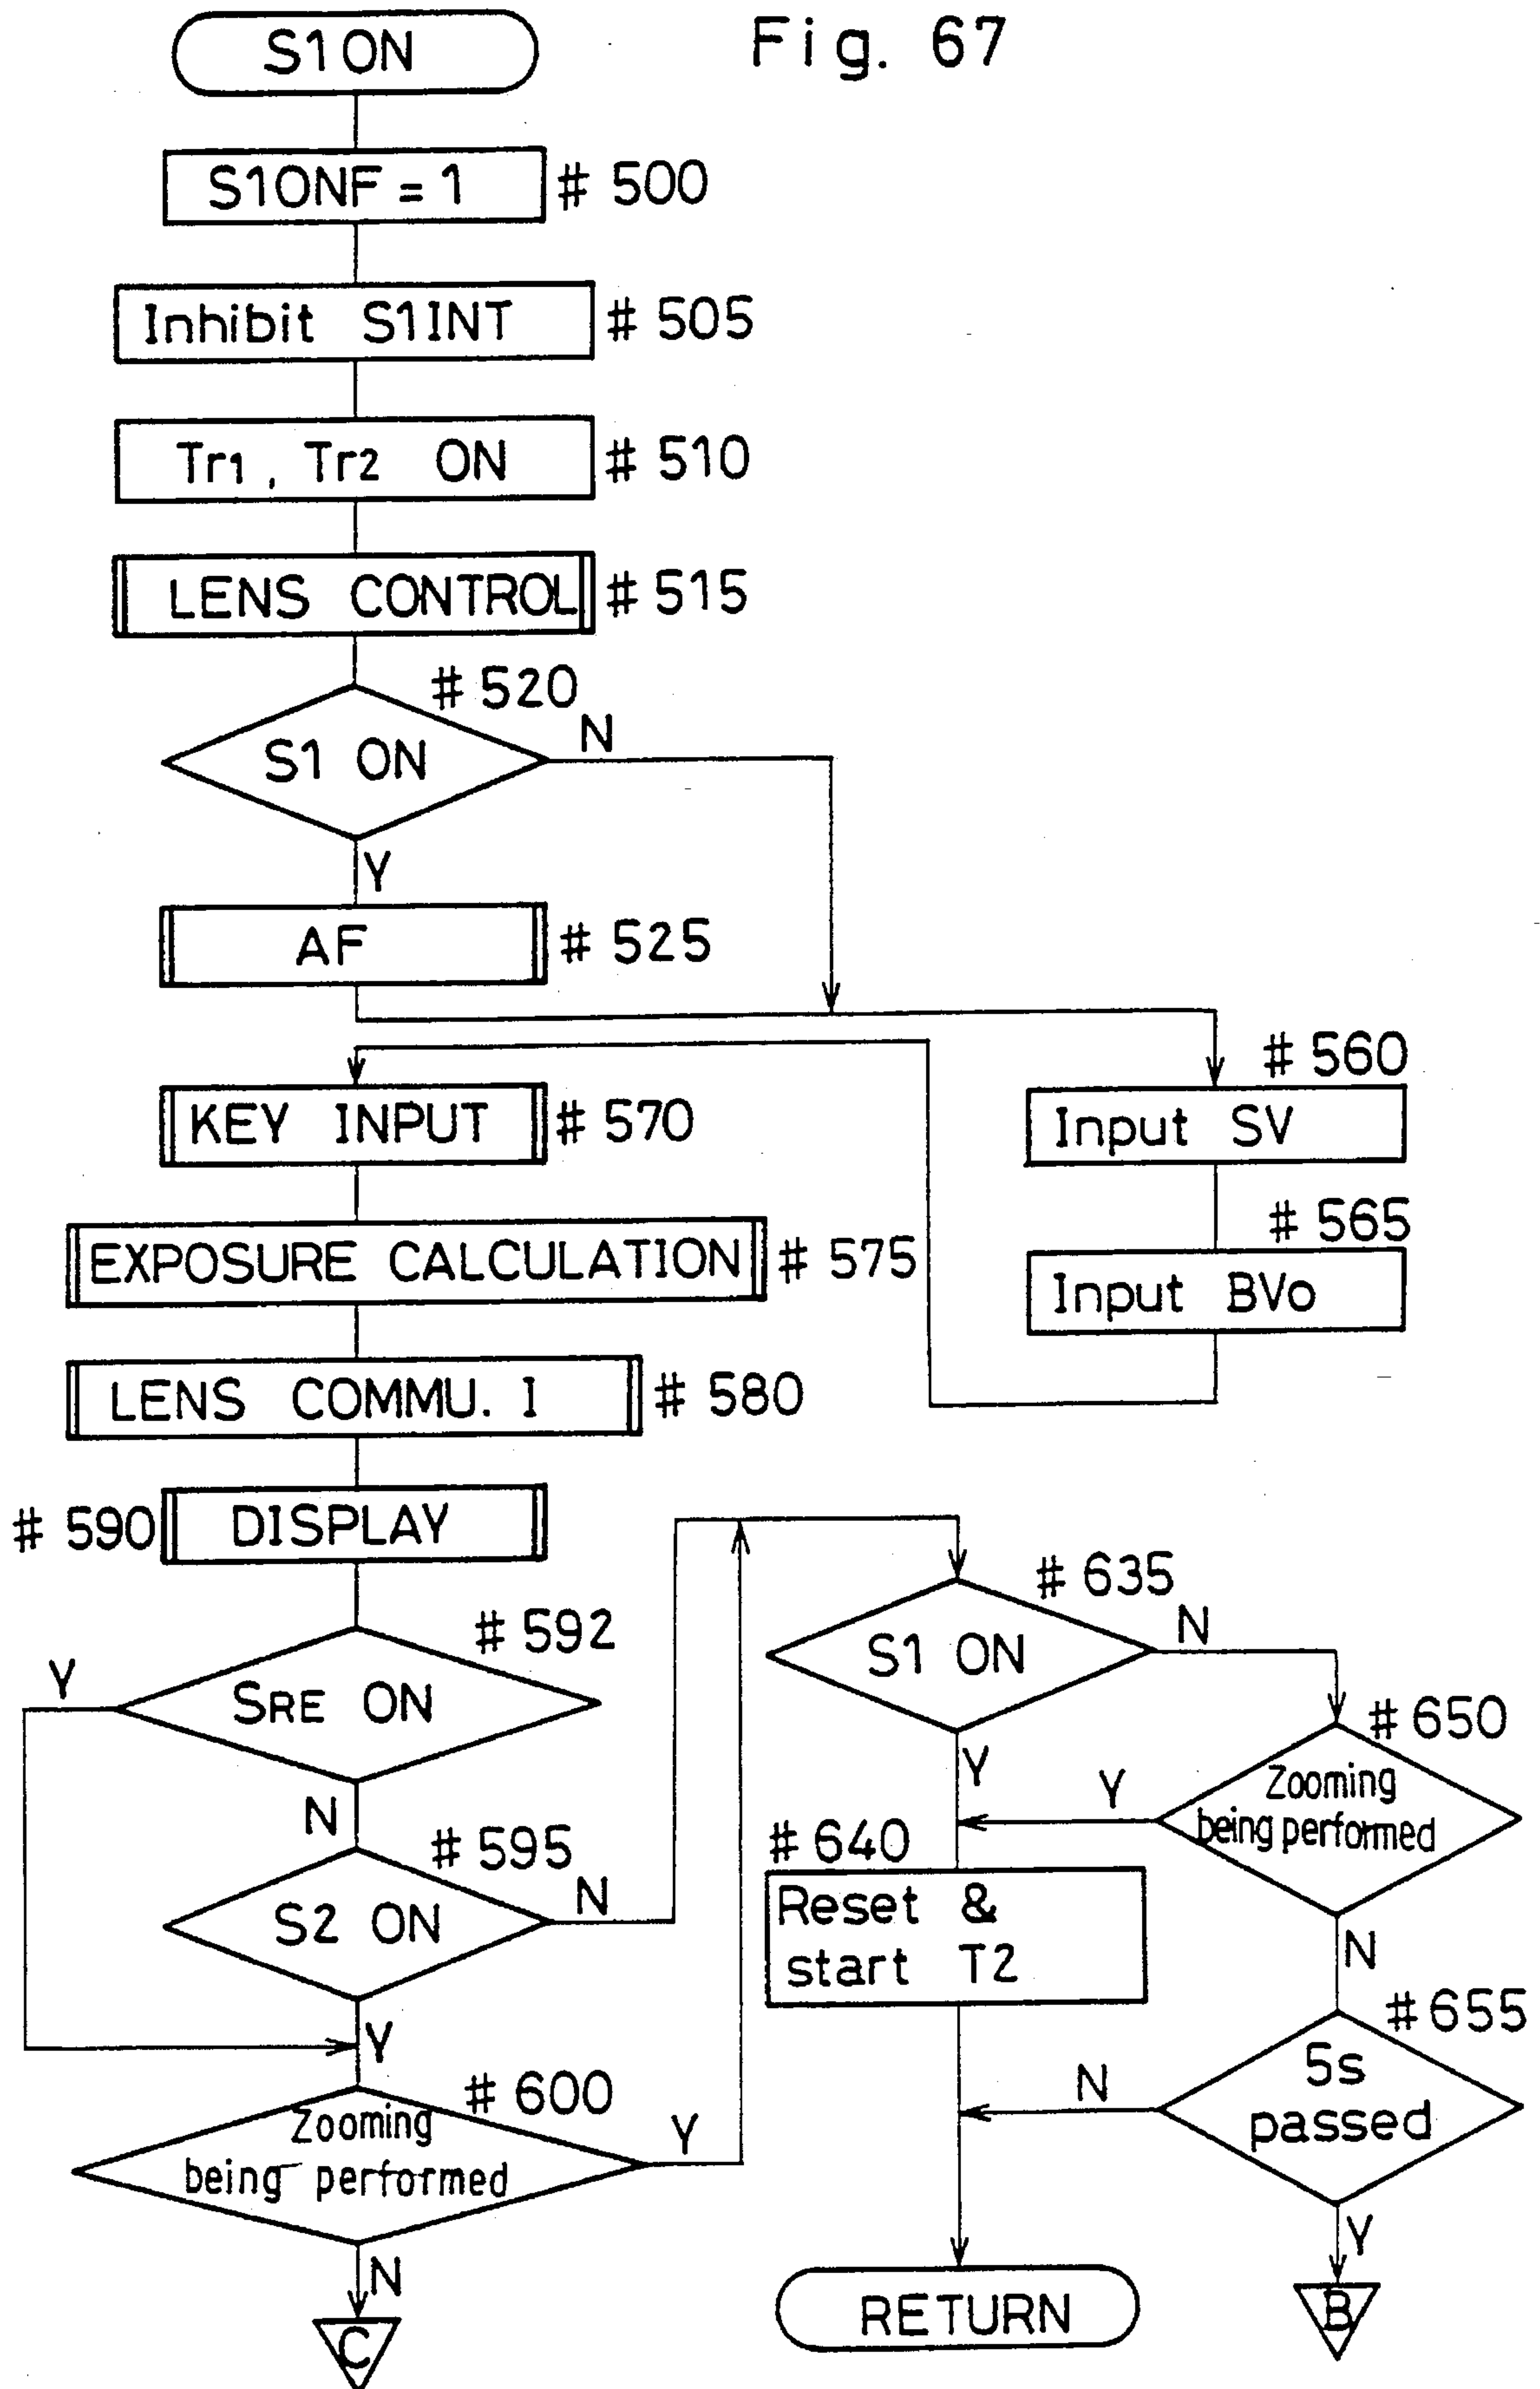 Fig. 67
S1ON
S1ONF = 1 # 500
Inhibit S1INT # 505
Tr1, Tr2 ON # 510
LENS CONTROL # 515
# 520
S1 ON
N
Y
AF # 525
# 560
Input SV
# 565
Input BVo
KEY INPUT # 570
EXPOSURE CALCULATION # 575
LENS COMMU. I # 580
# 590 DISPLAY
# 592
SRE ON
Y
N
# 595
S2 ON
N
Y
# 600
Zooming
being performed
Y
N
C
# 635
S1 ON
N
Y
# 650
Zooming
being performed
Y
N
# 640
Reset &
start T2
# 655
5s
passed
N
Y
RETURN
B